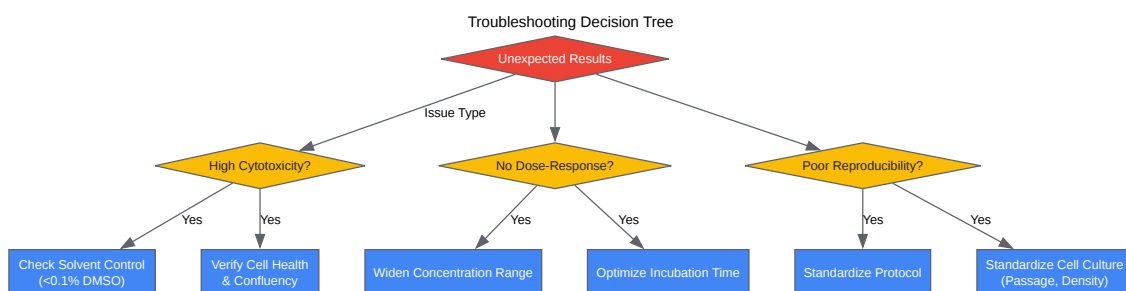 Troubleshooting Decision Tree
Unexpected Results
Issue Type
High Cytotoxicity?
No Dose-Response?
Poor Reproducibility?
Yes
Yes
Yes
Yes
Yes
Yes
Check Solvent Control
(<0.1% DMSO)
Verify Cell Health
& Confluency
Widen Concentration Range
Optimize Incubation Time
Standardize Protocol
Standardize Cell Culture
(Passage, Density)